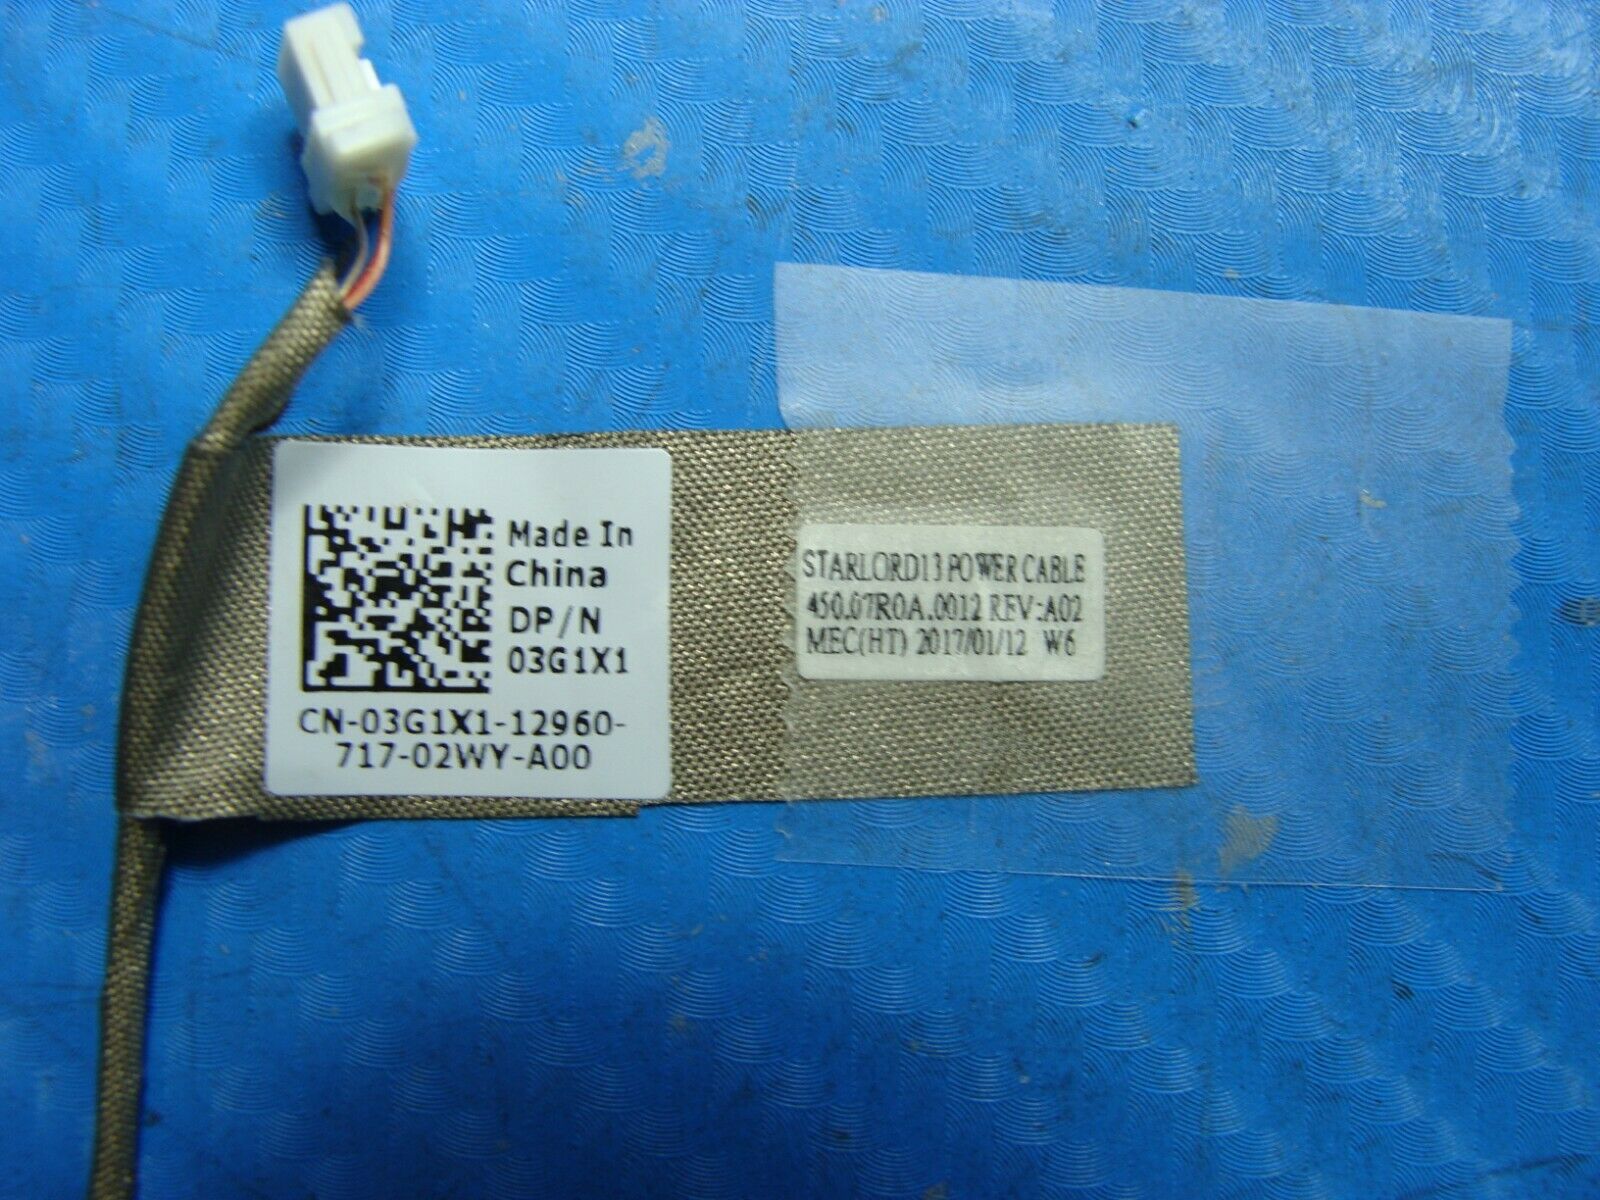 Made In
China
DP/N
03G1X1
CN-03G1X1-12960-
717-02WY-A00
STARLORD13 POWER CABLE
450.07R0A.0012 REV:A02
MEC(HT) 2017/01/12 W6